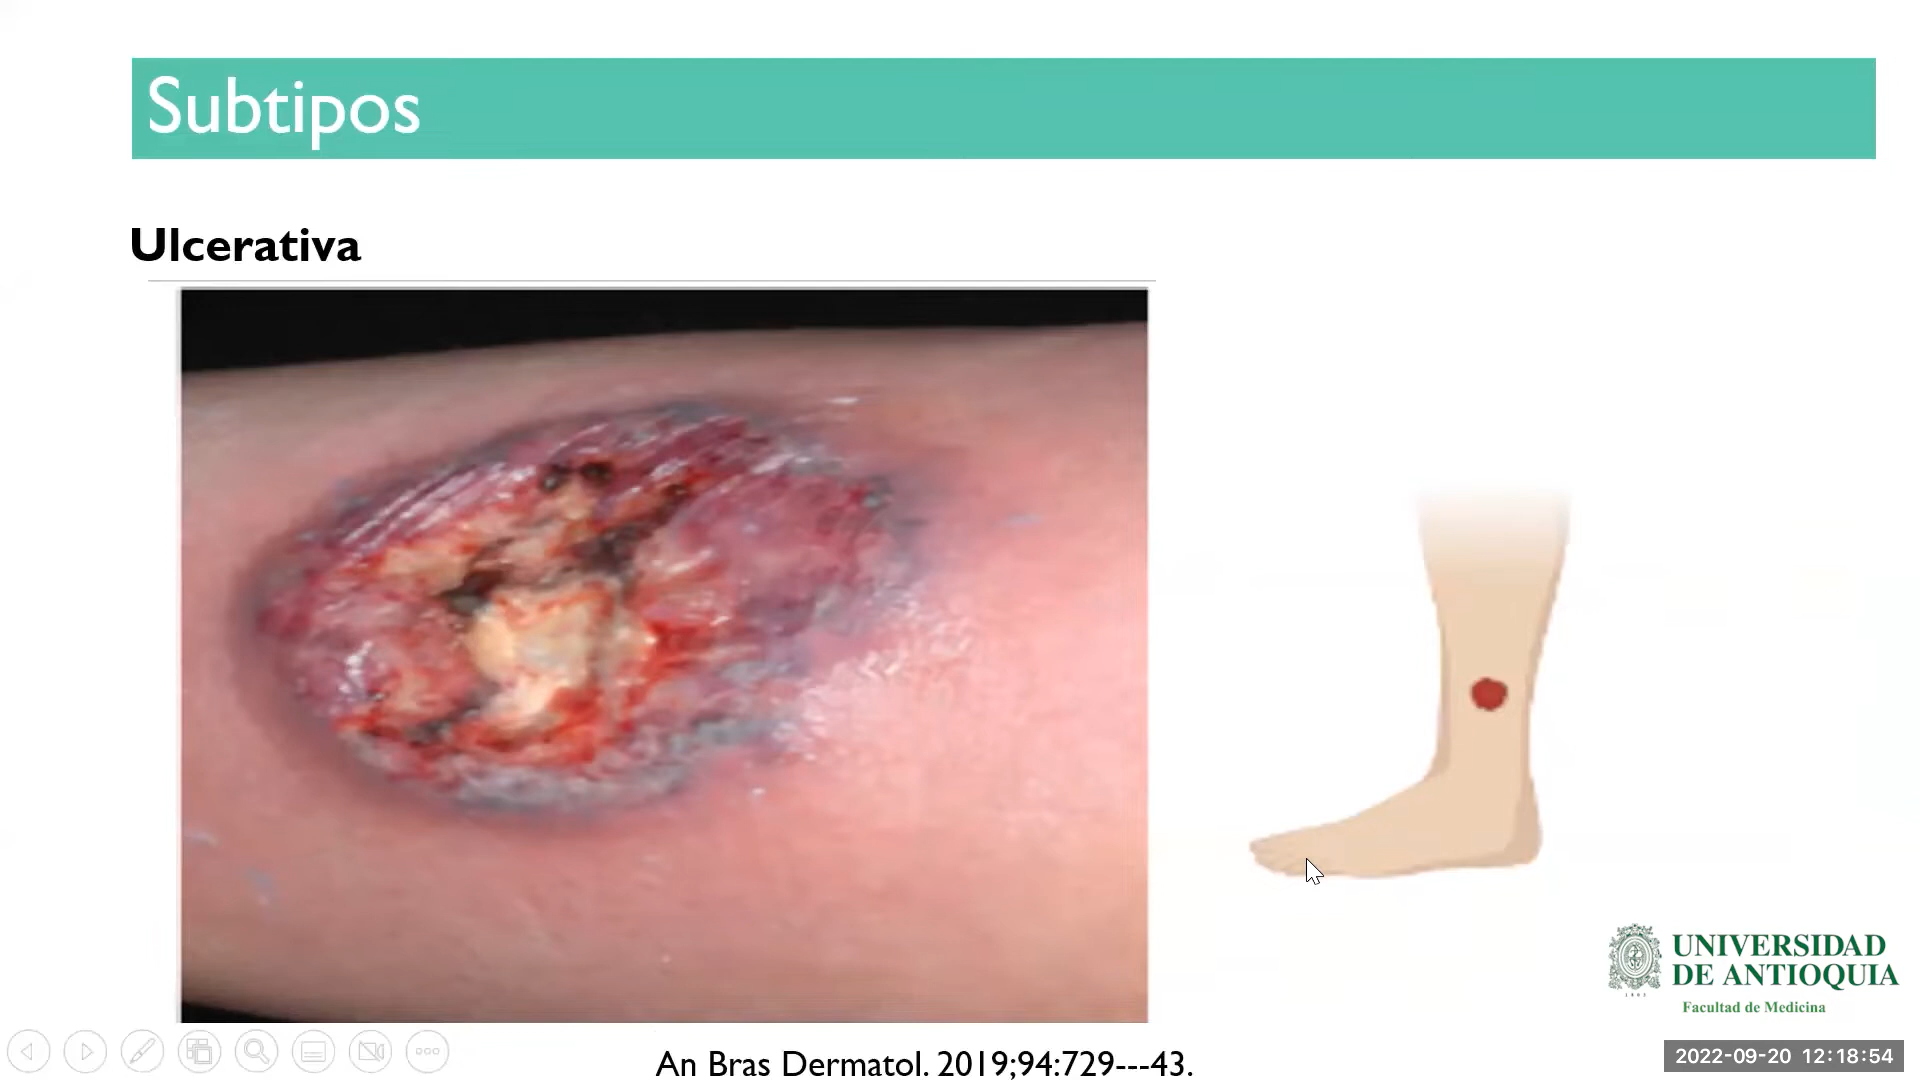 Subtipos
Ulcerativa
UNIVERSIDAD
DE ANTIOQUIA
1803
Facultad de Medicina
An Bras Dermatol. 2019;94:729---43.
2022-09-20 12:18:54